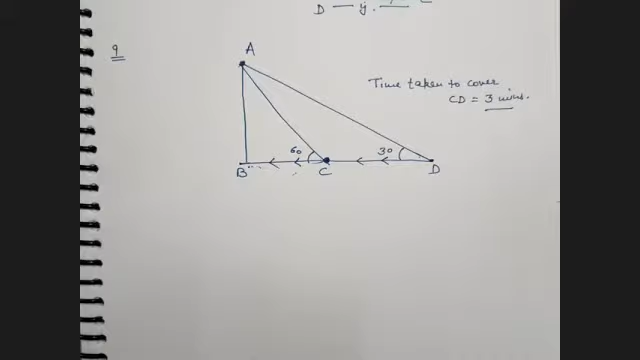 D — y.
9
A
Time taken to cover
CD = 3 mins.
60
30
B
C
D